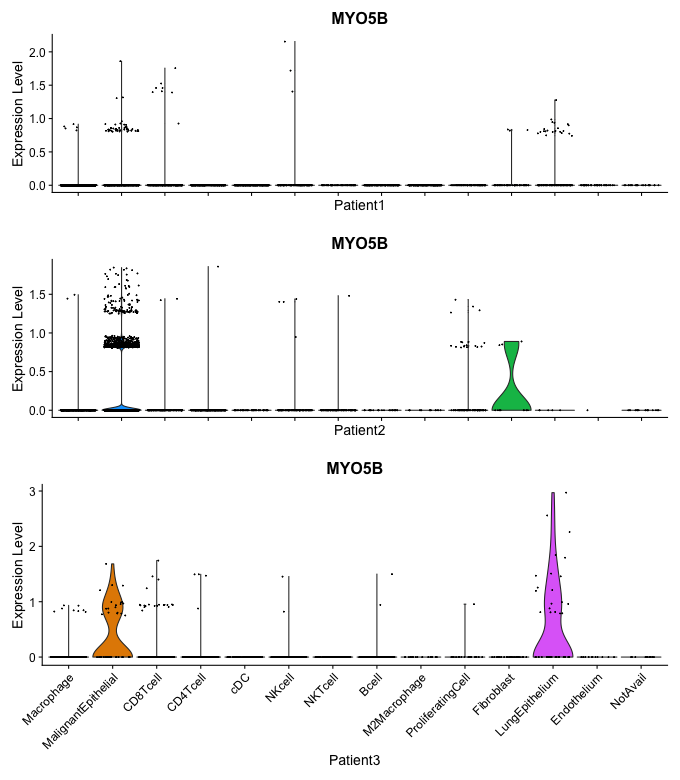 MYO5B
Expression Level
2.0
1.5
1.0
0.5
0.0
Patient1
MYO5B
Expression Level
1.5
1.0
0.5
0.0
Patient2
MYO5B
Expression Level
3
2
1
0
Macrophage
MalignantEpithelial
CD8Tcell
CD4Tcell
cDC
NKcell
NKTcell
Bcell
M2Macrophage
ProliferatingCell
Fibroblast
LungEpithelium
Endothelium
NotAvail
Patient3